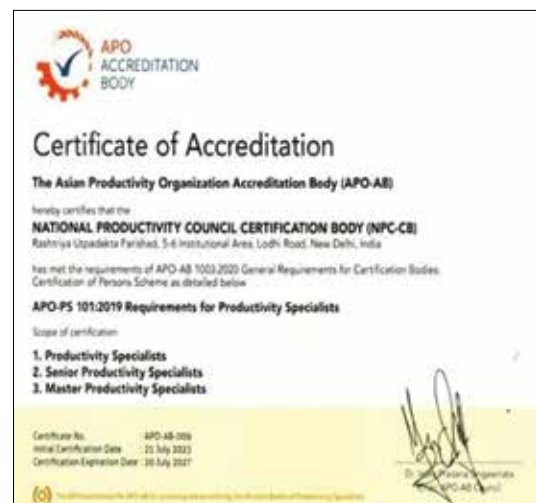 APO
ACCREDITATION
BODY
Certificate of Accreditation
The Asian Productivity Organization Accreditation Body (APO-AB)
hereby certifies that the
NATIONAL PRODUCTIVITY COUNCIL CERTIFICATION BODY (NPC-CB)
Rashtriya Utpadakta Parishad, 5-6 Institutional Area, Lodhi Road, New Delhi, India
has met the requirements of APO-AB 1003:2020 General Requirements for Certification Bodies:
Certification of Persons Scheme as detailed below
APO-PS 101:2019 Requirements for Productivity Specialists
Scope of certification:
1. Productivity Specialists
2. Senior Productivity Specialists
3. Master Productivity Specialists
Certificate No. : APO-AB-006
Initial Certification Date : 21 July 2023
Certification Expiration Date : 20 July 2027
Dr.
APO-AB Council